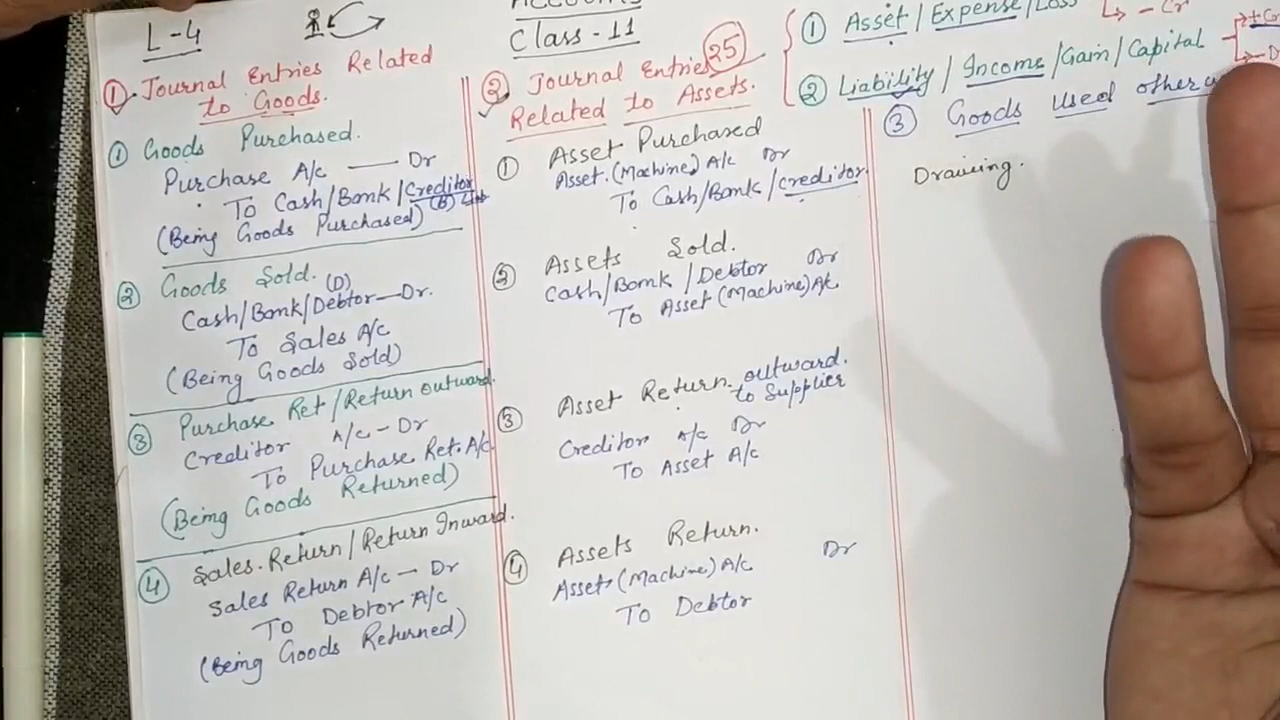 L-4
Class - 11
① Journal Entries Related
to Goods.
① Goods Purchased.
Purchase A/c — Dr
To Cash/Bank/Creditor
(Being Goods Purchased)
② Goods Sold.
(D)
Cash/Bank/Debtor—Dr.
To Sales A/c
(Being Goods Sold)
③ Purchase Ret/Return outward.
Creditor A/c - Dr
To Purchase Ret. A/c
(Being Goods Returned)
④ Sales. Return/Return Inward.
Sales Return A/c — Dr
To Debtor A/c
(Being Goods Returned)
② Journal Entries
25
Related to Assets.
① Asset Purchased
Asset. (Machine) A/c Dr
To Cash/Bank/creditor.
② Assets Sold.
Cash/Bank/Debtor Dr
To Asset (Machine) A/c
③ Asset Return outward.
to Supplier
Creditor A/c Dr
To Asset A/c
④ Assets Return.
Asset (Machine) A/c Dr
To Debtor
① Asset/Expense/Loss
- Cr
② Liability/Income/Gain/Capital
③ Goods Used other
Drawing.